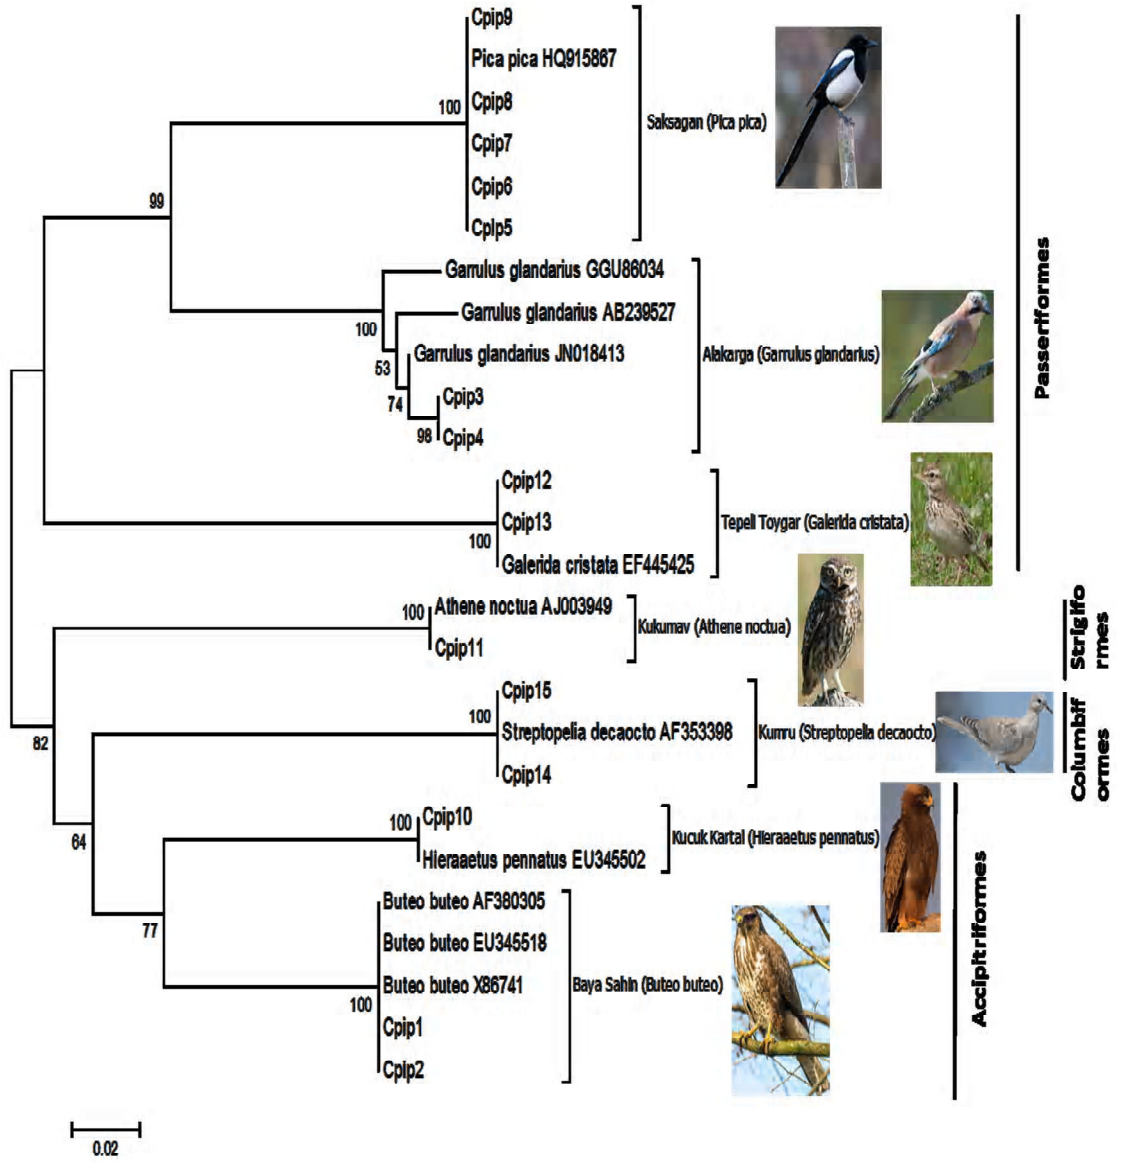 Cpip9
Pica pica HQ915867
100
Cpip8
Saksagan (Pica pica)
Cpip7
Cpip6
99
Cpip5
Passeriformes
Garrulus glandarius GGU86034
Garrulus glandarius AB239527
100
Garrulus glandarius JN018413
Alakarga (Garrulus glandarius)
53
Cpip3
74
98
Cpip4
Cpip12
Cpip13
Tepeli Toygar (Galerida cristata)
100
Galerida cristata EF445425
100
Athene noctua AJ003949
Kukumav (Athene noctua)
Cpip11
Strigifo
rmes
Cpip15
100
Streptopelia decaocto AF353398
Kumru (Streptopelia decaocto)
82
Cpip14
Columbif
ormes
Cpip10
100
64
Kucuk Kartal (Hieraaetus pennatus)
Hieraaetus pennatus EU345502
Buteo buteo AF380305
77
Buteo buteo EU345518
Buteo buteo X86741
Baya Sahin (Buteo buteo)
100
Cpip1
Cpip2
Accipitriformes
0.02